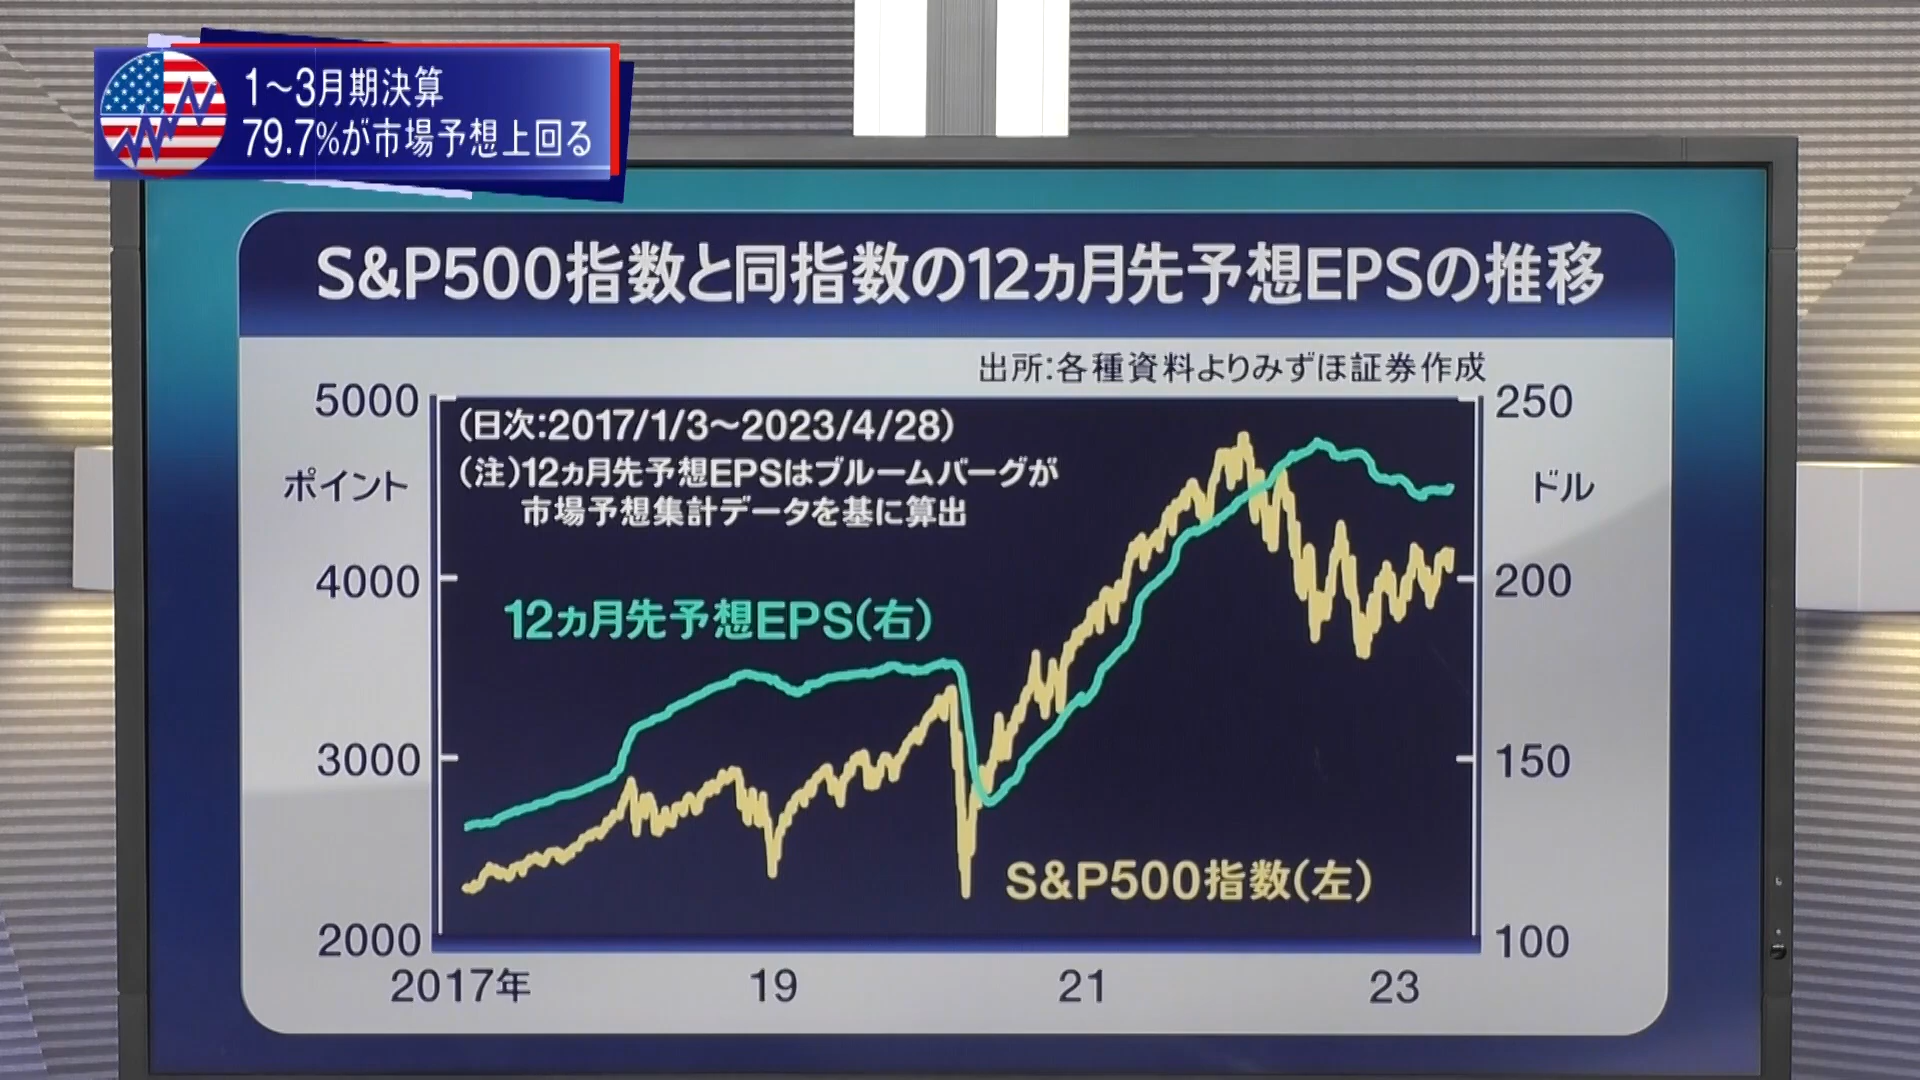 1～3月期決算
79.7%が市場予想上回る
S&P500指数と同指数の12ヵ月先予想EPSの推移
出所:各種資料よりみずほ証券作成
5000
250
(日次:2017/1/3～2023/4/28)
(注)12ヵ月先予想EPSはブルームバーグが
市場予想集計データを基に算出
ポイント
ドル
4000
200
12ヵ月先予想EPS(右)
3000
150
S&P500指数(左)
2000
100
2017年
19
21
23